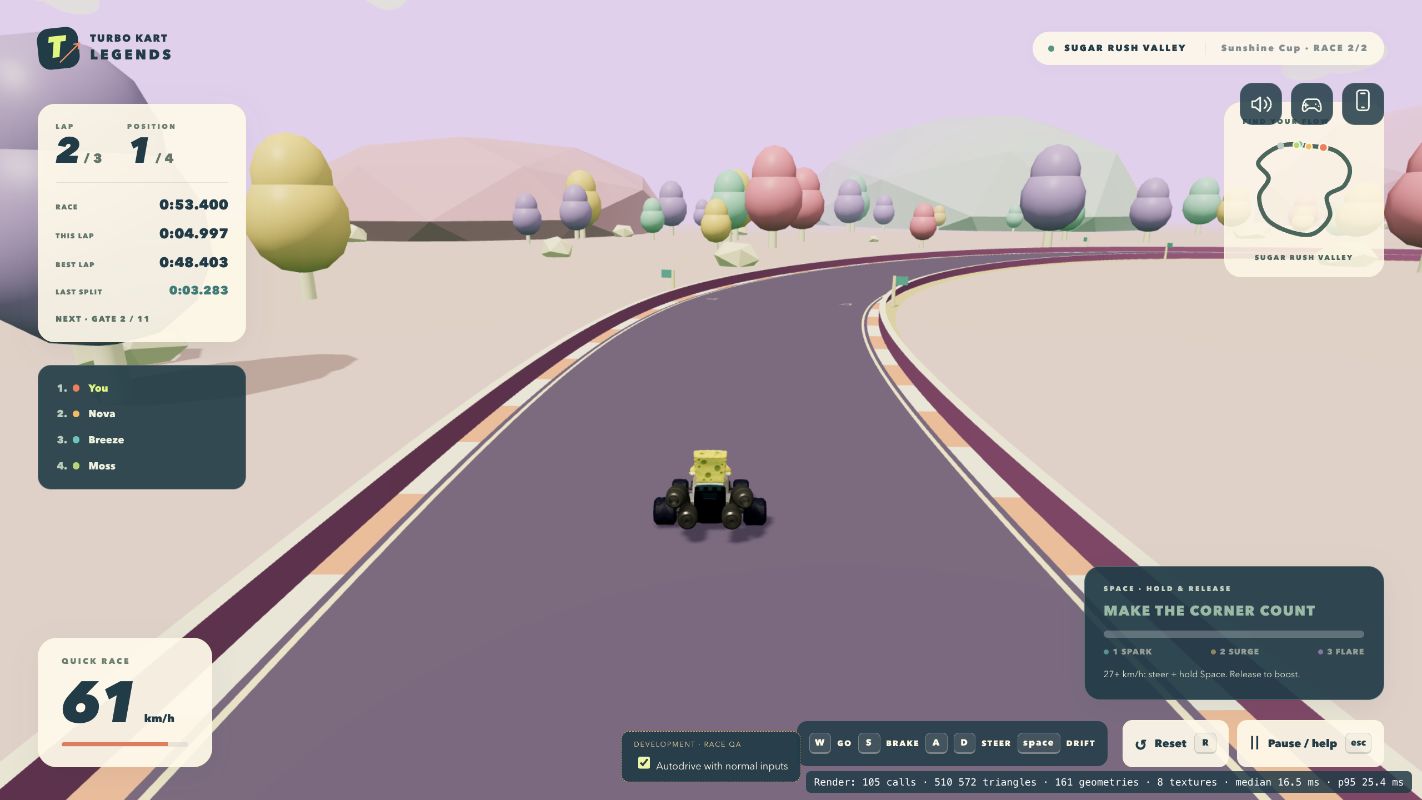 TURBO KART
LEGENDS
SUGAR RUSH VALLEY Sunshine Cup · RACE 2/2
LAP POSITION
2 / 3 1 / 4
RACE 0:53.400
THIS LAP 0:04.997
BEST LAP 0:48.403
LAST SPLIT 0:03.283
NEXT · GATE 2 / 11
1. You
2. Nova
3. Breeze
4. Moss
FIND YOUR FLOW
SUGAR RUSH VALLEY
SPACE · HOLD & RELEASE
MAKE THE CORNER COUNT
1 SPARK 2 SURGE 3 FLARE
27+ km/h: steer + hold Space. Release to boost.
QUICK RACE
61 km/h
DEVELOPMENT · RACE QA
Autodrive with normal inputs
W GO S BRAKE A D STEER space DRIFT
Reset R
Pause / help esc
Render: 105 calls · 510 572 triangles · 161 geometries · 8 textures · median 16.5 ms · p95 25.4 ms